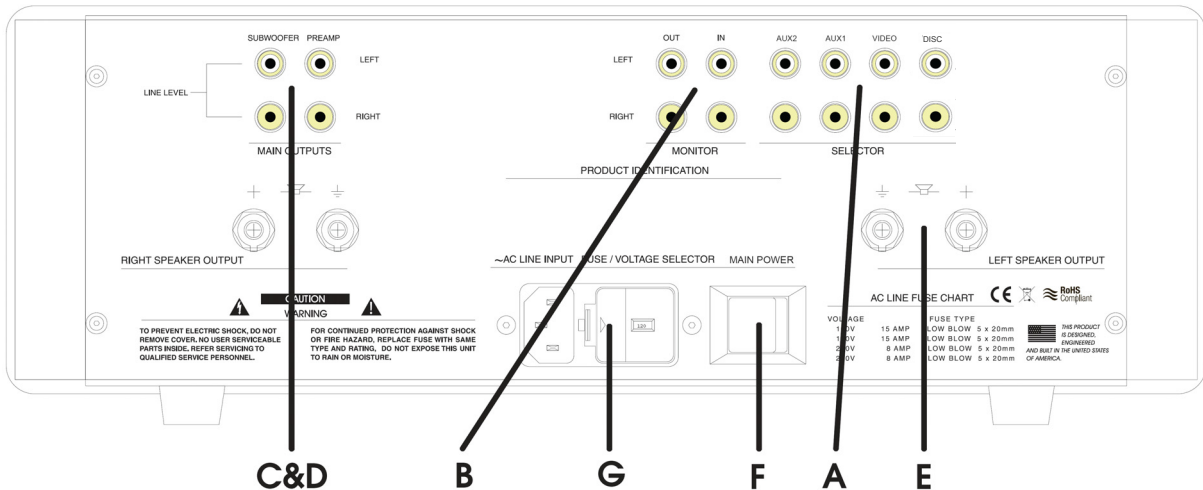 SUBWOOFER PREAMP OUT IN AUX2 AUX1 VIDEO DISC
LEFT LEFT
LINE LEVEL
RIGHT RIGHT
MAIN OUTPUTS MONITOR SELECTOR
PRODUCT IDENTIFICATION
+ +
RIGHT SPEAKER OUTPUT ~AC LINE INPUT FUSE / VOLTAGE SELECTOR MAIN POWER LEFT SPEAKER OUTPUT
CAUTION
WARNING
TO PREVENT ELECTRIC SHOCK, DO NOT
REMOVE COVER. NO USER SERVICEABLE
PARTS INSIDE. REFER SERVICING TO
QUALIFIED SERVICE PERSONNEL.
FOR CONTINUED PROTECTION AGAINST SHOCK
OR FIRE HAZARD, REPLACE FUSE WITH SAME
TYPE AND RATING, DO NOT EXPOSE THIS UNIT
TO RAIN OR MOISTURE.
120
AC LINE FUSE CHART CE RoHS
Compliant
VOLTAGE FUSE TYPE
15 AMP LOW BLOW 5 x 20mm
15 AMP LOW BLOW 5 x 20mm
8 AMP LOW BLOW 5 x 20mm
8 AMP LOW BLOW 5 x 20mm
THIS PRODUCT
IS DESIGNED,
ENGINEERED
AND BUILT IN THE UNITED STATES
OF AMERICA.
C&D B G F A E